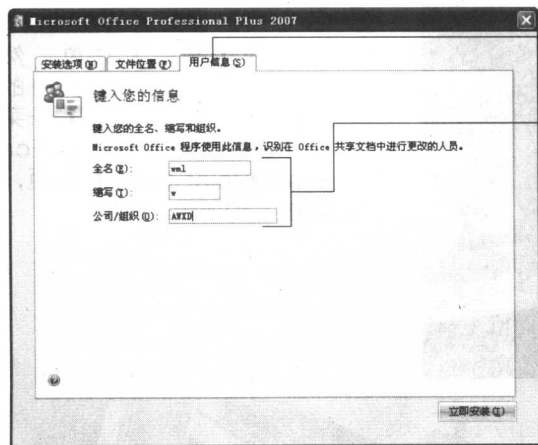 Microsoft Office Professional Plus 2007
安装选项(N) 文件位置(F) 用户信息(S)
键入您的信息
键入您的全名、缩写和组织。
Microsoft Office 程序使用此信息，识别在 Office 共享文档中进行更改的人员。
全名(E): wml
缩写(I): w
公司/组织(O): AWXD
立即安装(I)